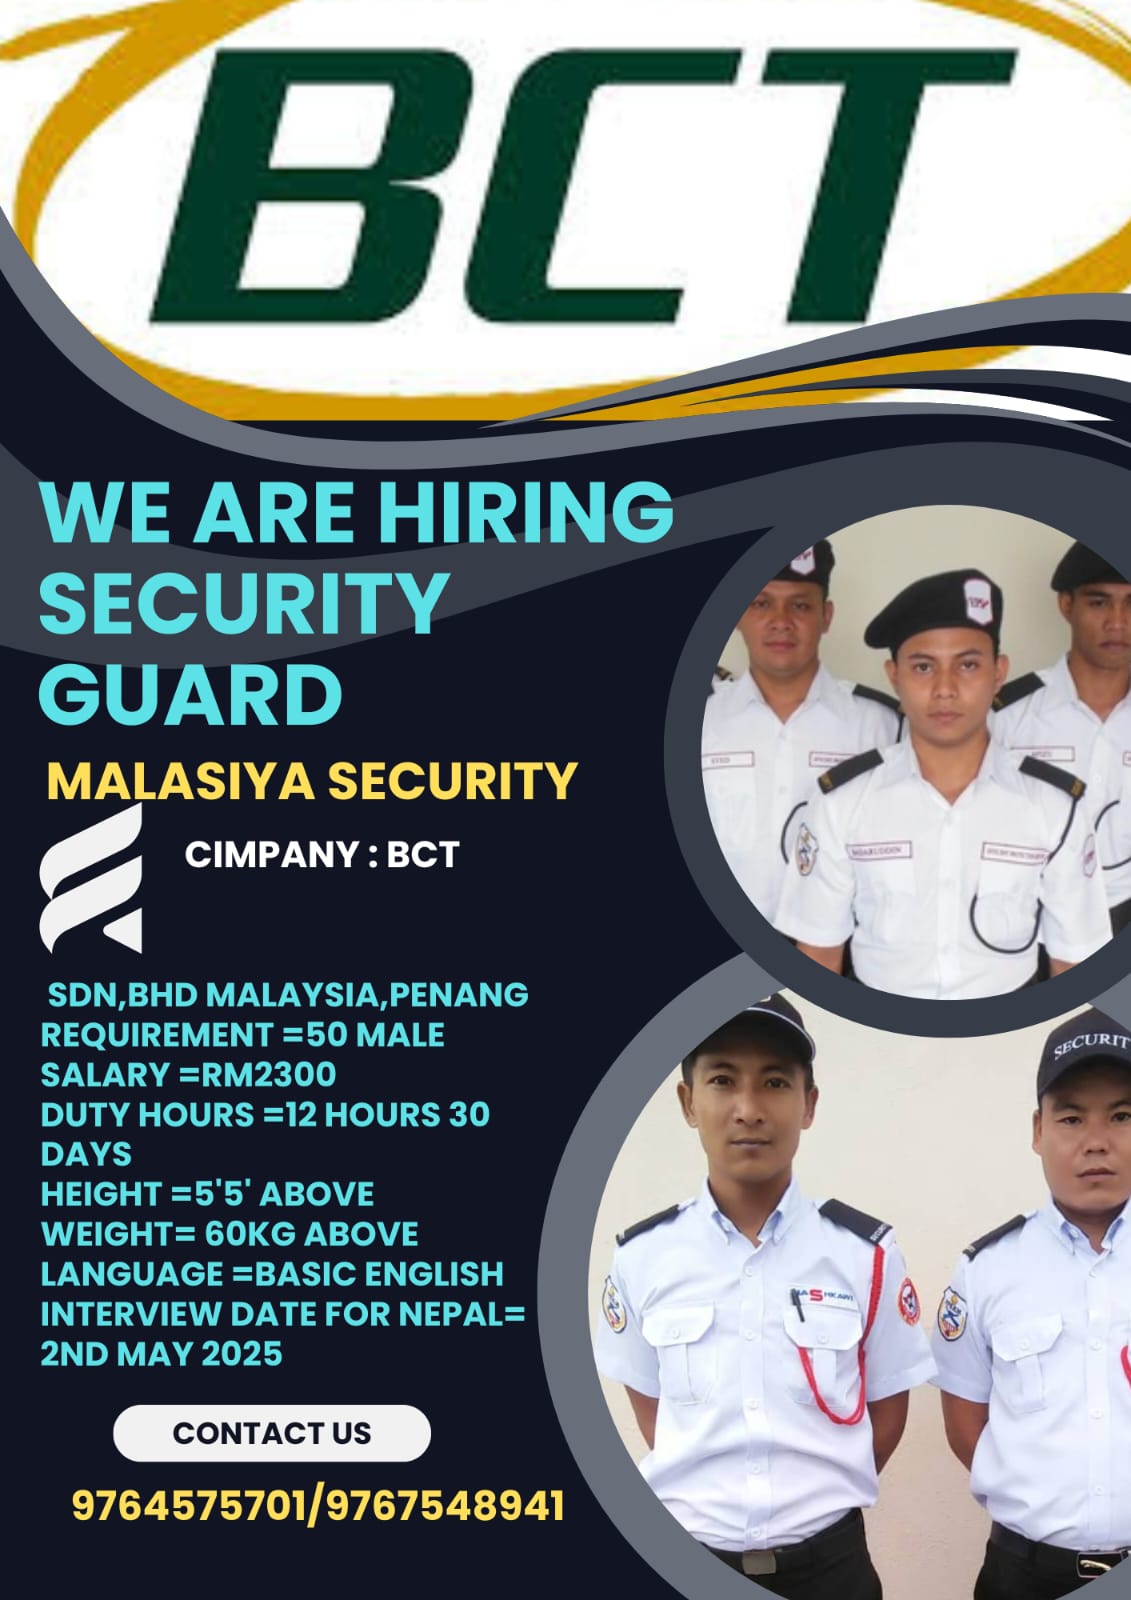 BCT
WE ARE HIRING
SECURITY
GUARD
MALASIYA SECURITY
CIMPANY : BCT
SDN,BHD MALAYSIA,PENANG
REQUIREMENT =50 MALE
SALARY =RM2300
DUTY HOURS =12 HOURS 30
DAYS
HEIGHT =5'5' ABOVE
WEIGHT= 60KG ABOVE
LANGUAGE =BASIC ENGLISH
INTERVIEW DATE FOR NEPAL=
2ND MAY 2025
CONTACT US
9764575701/9767548941
SECURIT